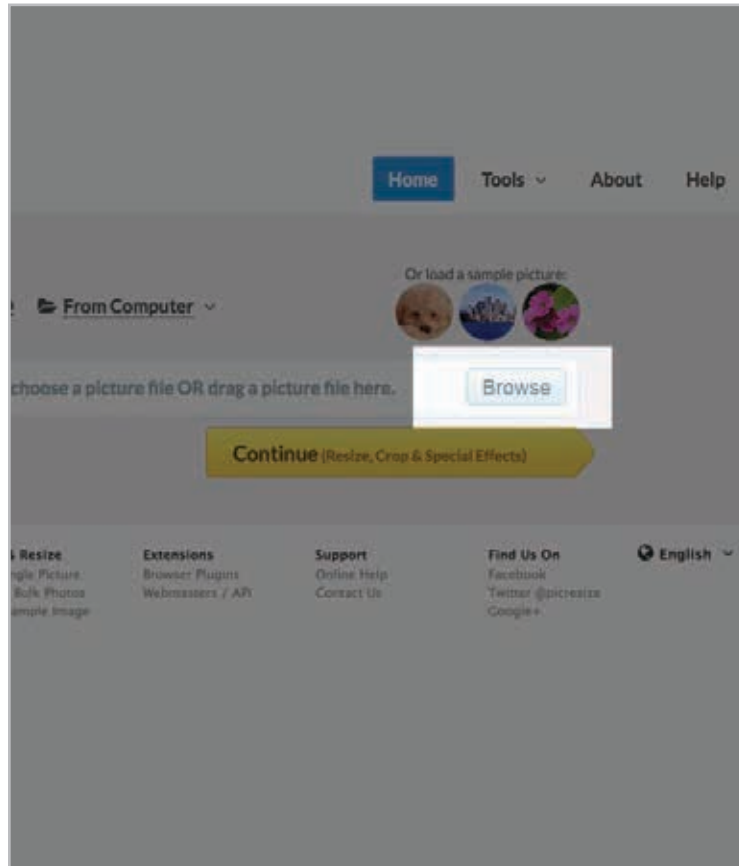 Home Tools About Help
Or load a sample picture:
From Computer
choose a picture file OR drag a picture file here. Browse
Continue (Resize, Crop & Special Effects)
Resize Extensions Support Find Us On English
Picture Browser Plugins Online Help Facebook
Bulk Photos Webmasters / API Contact Us Twitter @picresize
Image Google+